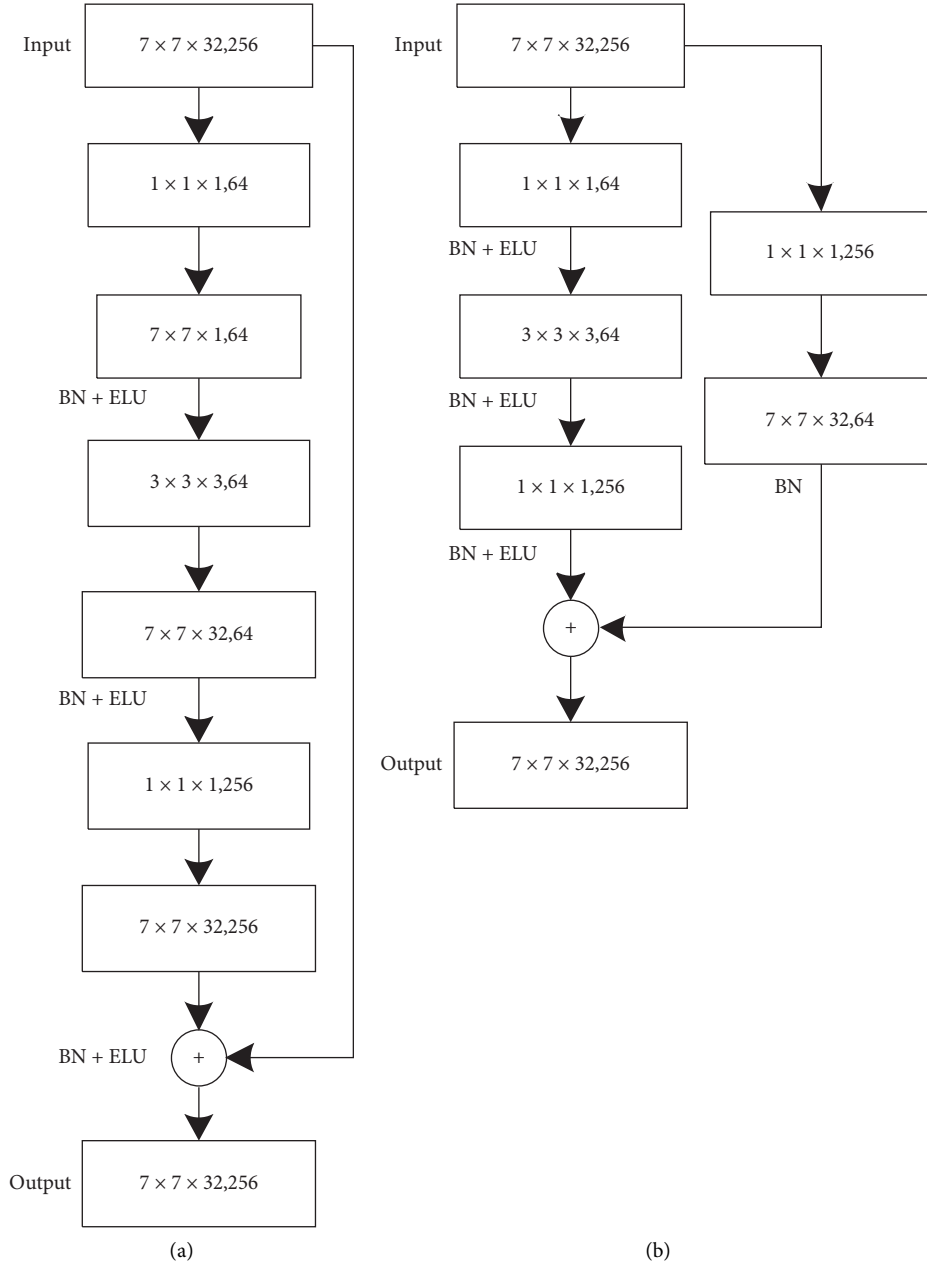 Input
7 × 7 × 32,256
1 × 1 × 1,64
7 × 7 × 1,64
BN + ELU
3 × 3 × 3,64
7 × 7 × 32,64
BN + ELU
1 × 1 × 1,256
7 × 7 × 32,256
BN + ELU
+
Output
7 × 7 × 32,256
(a)
Input
7 × 7 × 32,256
1 × 1 × 1,64
BN + ELU
3 × 3 × 3,64
BN + ELU
1 × 1 × 1,256
BN + ELU
1 × 1 × 1,256
7 × 7 × 32,64
BN
+
Output
7 × 7 × 32,256
(b)